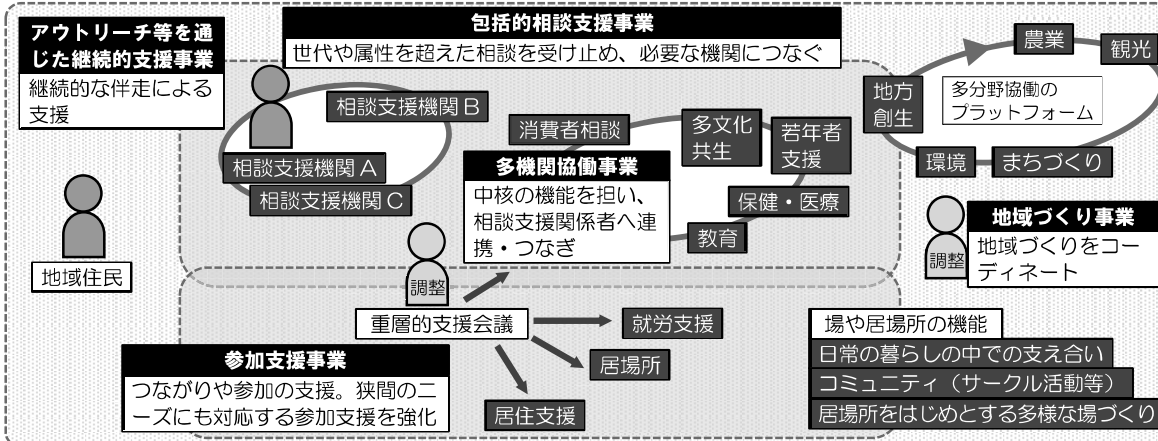 アウトリーチ等を通
じた継続的支援事業
継続的な伴走による
支援
包括的相談支援事業
世代や属性を超えた相談を受け止め、必要な機関につなぐ
相談支援機関B
相談支援機関A
相談支援機関C
地域住民
消費者相談
多文化
共生
若年者
支援
多機関協働事業
中核の機能を担い、
相談支援関係者へ連
携・つなぎ
保健・医療
教育
農業
観光
地方
創生
多分野協働の
プラットフォーム
環境
まちづくり
調整
地域づくり事業
地域づくりをコー
ディネート
調整
重層的支援会議
就労支援
居場所
居住支援
参加支援事業
つながりや参加の支援。狭間のニ
ーズにも対応する参加支援を強化
場や居場所の機能
日常の暮らしの中での支え合い
コミュニティ（サークル活動等）
居場所をはじめとする多様な場づくり